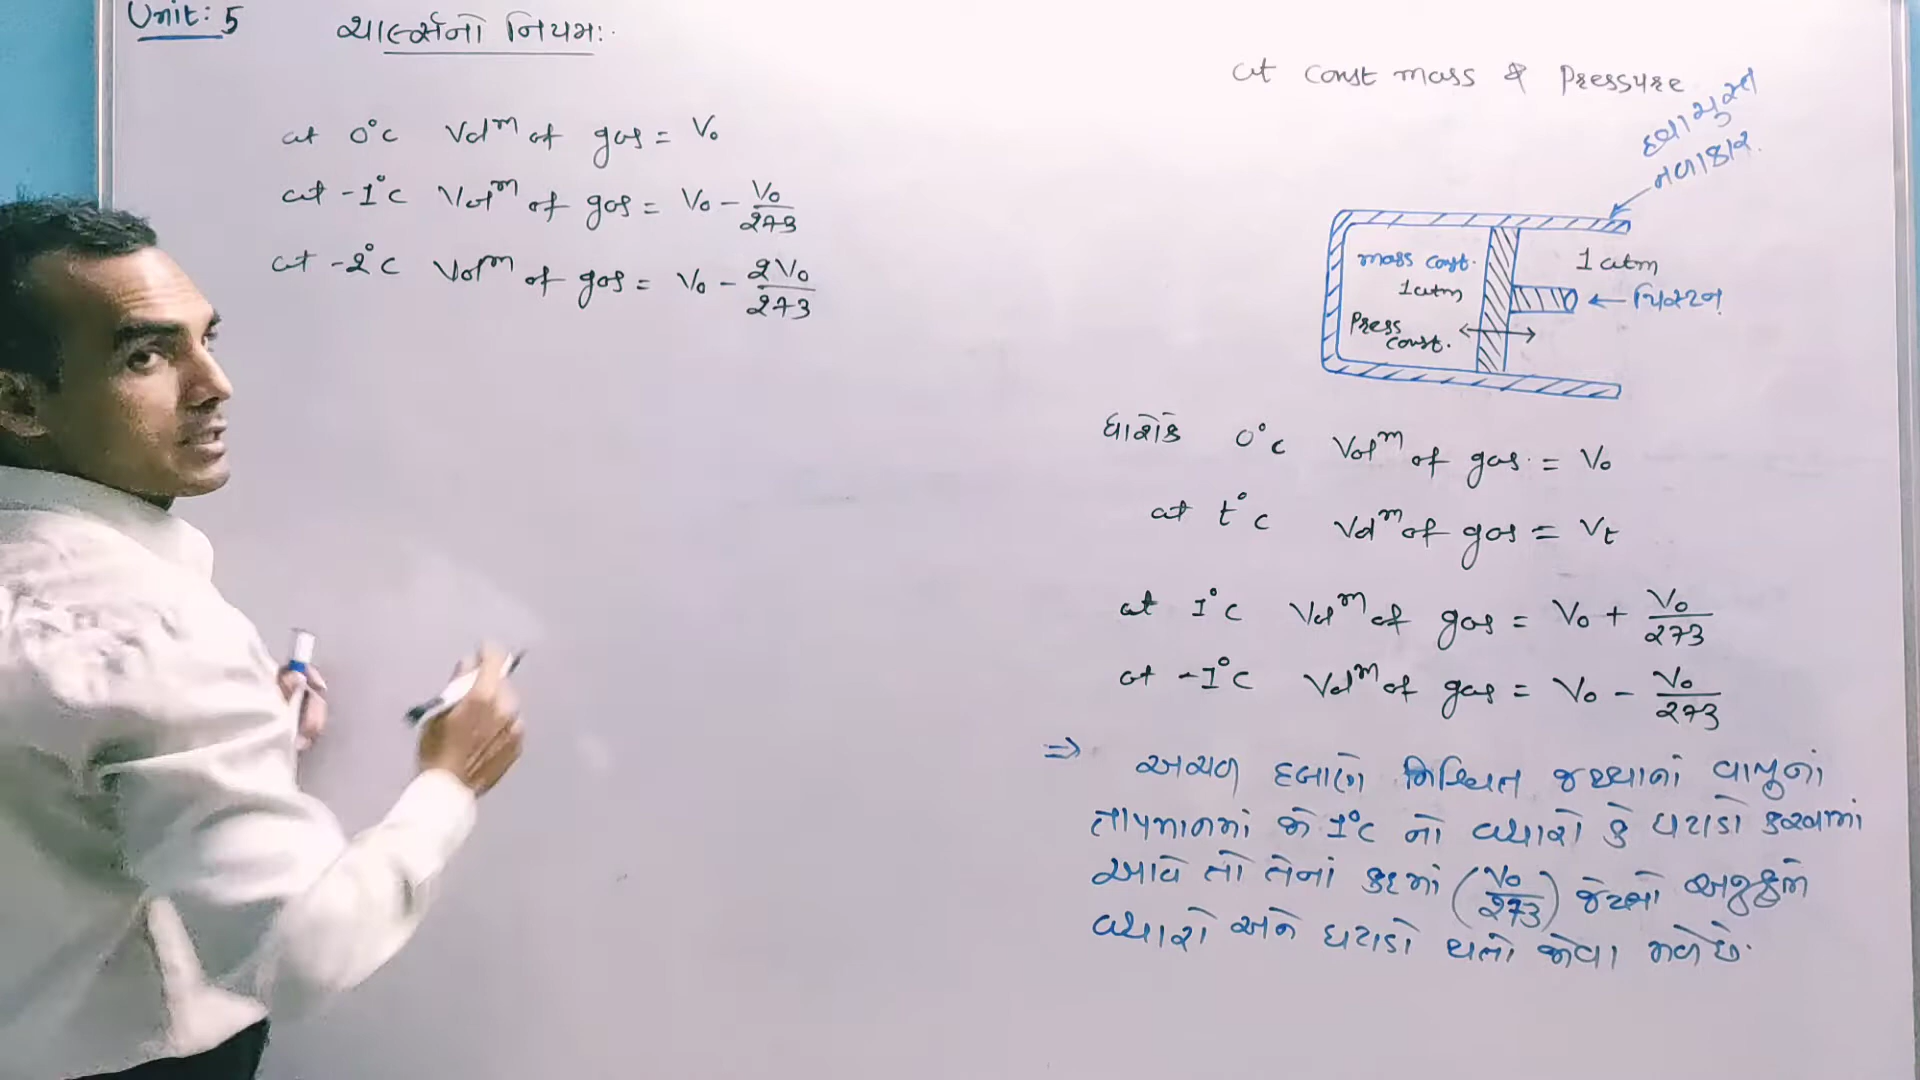 Unit: 5
ચાર્લ્સનો નિયમ:-
at 0°c Volᵐ of gas = V₀
at -1°c Volᵐ of gas = V₀ - V₀/273
at -2°c Volᵐ of gas = V₀ - 2V₀/273
at const mass & Pressure
નળાકાર
mass const.
1 atm
1 atm
← પિસ્ટન
Press
const.
ધારોકે 0°c Volᵐ of gas = V₀
at t°c Volᵐ of gas = Vt
at 1°c Volᵐ of gas = V₀ + V₀/273
at -1°c Volᵐ of gas = V₀ - V₀/273
⇒ અચળ દબાણે નિશ્ચિત જથ્થાનાં વાયુનાં
તાપમાનમાં જો 1°c નો વધારો કે ઘટાડો કરવામાં
આવે તો તેનાં કદમાં (V₀/273) જેટલો અનુક્રમે
વધારો અને ઘટાડો થતો જોવા મળે છે.